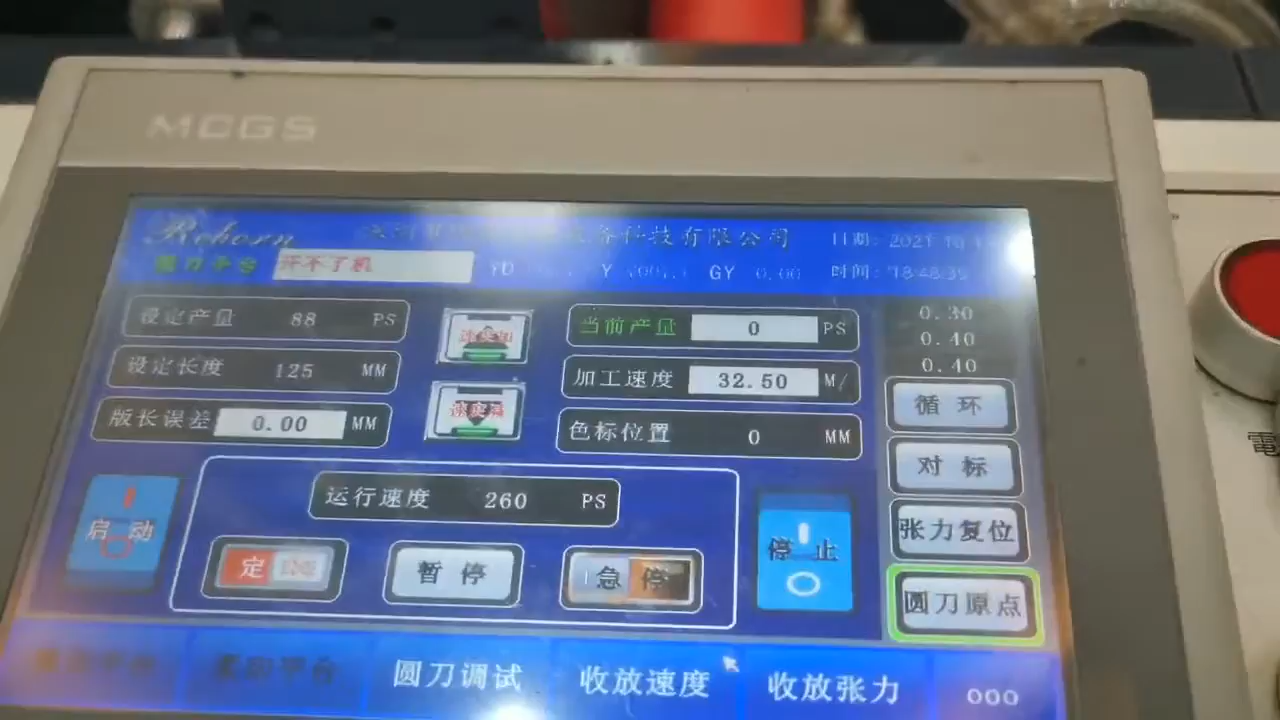 MCGS
Reborn
科技有限公司 日期: 2021
开不了机 YD Y GY 0.00 时间: 18:48:39
设定产量 88 PS
当前产量 0 PS
0.30
0.40
0.40
设定长度 125 MM
加工速度 32.50 M/
循环
版长误差 0.00 MM
色标位置 0 MM
对标
运行速度 260 PS
启动
停止
张力复位
定
暂停
急停
圆刀原点
圆刀调试
收放速度
收放张力
000
電